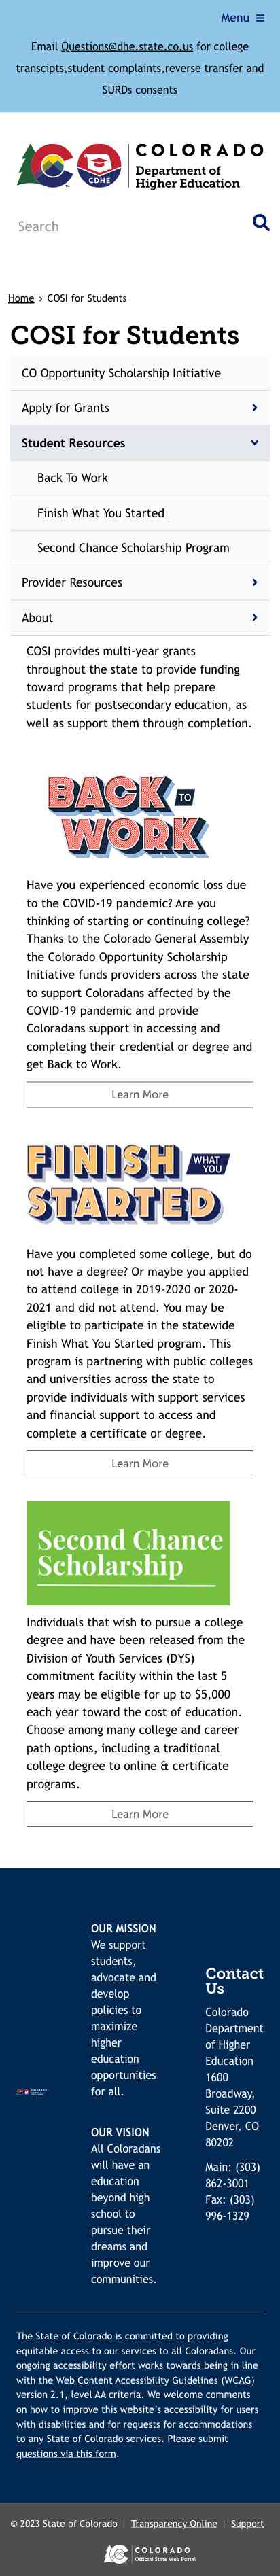 Menu
Email Questions@dhe.state.co.us for college
transcipts,student complaints,reverse transfer and
SURDs consents
CO
CDHE
COLORADO
Department of
Higher Education
Search
Home › COSI for Students
COSI for Students
CO Opportunity Scholarship Initiative
Apply for Grants
Student Resources
Back To Work
Finish What You Started
Second Chance Scholarship Program
Provider Resources
About
COSI provides multi-year grants
throughout the state to provide funding
toward programs that help prepare
students for postsecondary education, as
well as support them through completion.
BACK TO
WORK
Have you experienced economic loss due
to the COVID-19 pandemic? Are you
thinking of starting or continuing college?
Thanks to the Colorado General Assembly
the Colorado Opportunity Scholarship
Initiative funds providers across the state
to support Coloradans affected by the
COVID-19 pandemic and provide
Coloradans support in accessing and
completing their credential or degree and
get Back to Work.
Learn More
FINISH WHAT YOU
STARTED
Have you completed some college, but do
not have a degree? Or maybe you applied
to attend college in 2019-2020 or 2020-
2021 and did not attend. You may be
eligible to participate in the statewide
Finish What You Started program. This
program is partnering with public colleges
and universities across the state to
provide individuals with support services
and financial support to access and
complete a certificate or degree.
Learn More
Second Chance
Scholarship
Individuals that wish to pursue a college
degree and have been released from the
Division of Youth Services (DYS)
commitment facility within the last 5
years may be eligible for up to $5,000
each year toward the cost of education.
Choose among many college and career
path options, including a traditional
college degree to online & certificate
programs.
Learn More
OUR MISSION
We support
students,
advocate and
develop
policies to
maximize
higher
education
opportunities
for all.
OUR VISION
All Coloradans
will have an
education
beyond high
school to
pursue their
dreams and
improve our
communities.
Contact
Us
Colorado
Department
of Higher
Education
1600
Broadway,
Suite 2200
Denver, CO
80202
Main: (303)
862-3001
Fax: (303)
996-1329
The State of Colorado is committed to providing
equitable access to our services to all Coloradans. Our
ongoing accessibility effort works towards being in line
with the Web Content Accessibility Guidelines (WCAG)
version 2.1, level AA criteria. We welcome comments
on how to improve this website’s accessibility for users
with disabilities and for requests for accommodations
to any State of Colorado services. Please submit
questions via this form.
© 2023 State of Colorado | Transparency Online | Support
COLORADO
Official State Web Portal